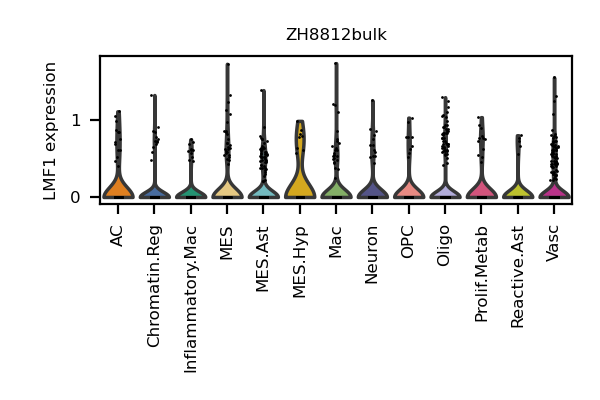 ZH8812bulk
LMF1 expression
1
0
AC
Chromatin.Reg
Inflammatory.Mac
MES
MES.Ast
MES.Hyp
Mac
Neuron
OPC
Oligo
Prolif.Metab
Reactive.Ast
Vasc